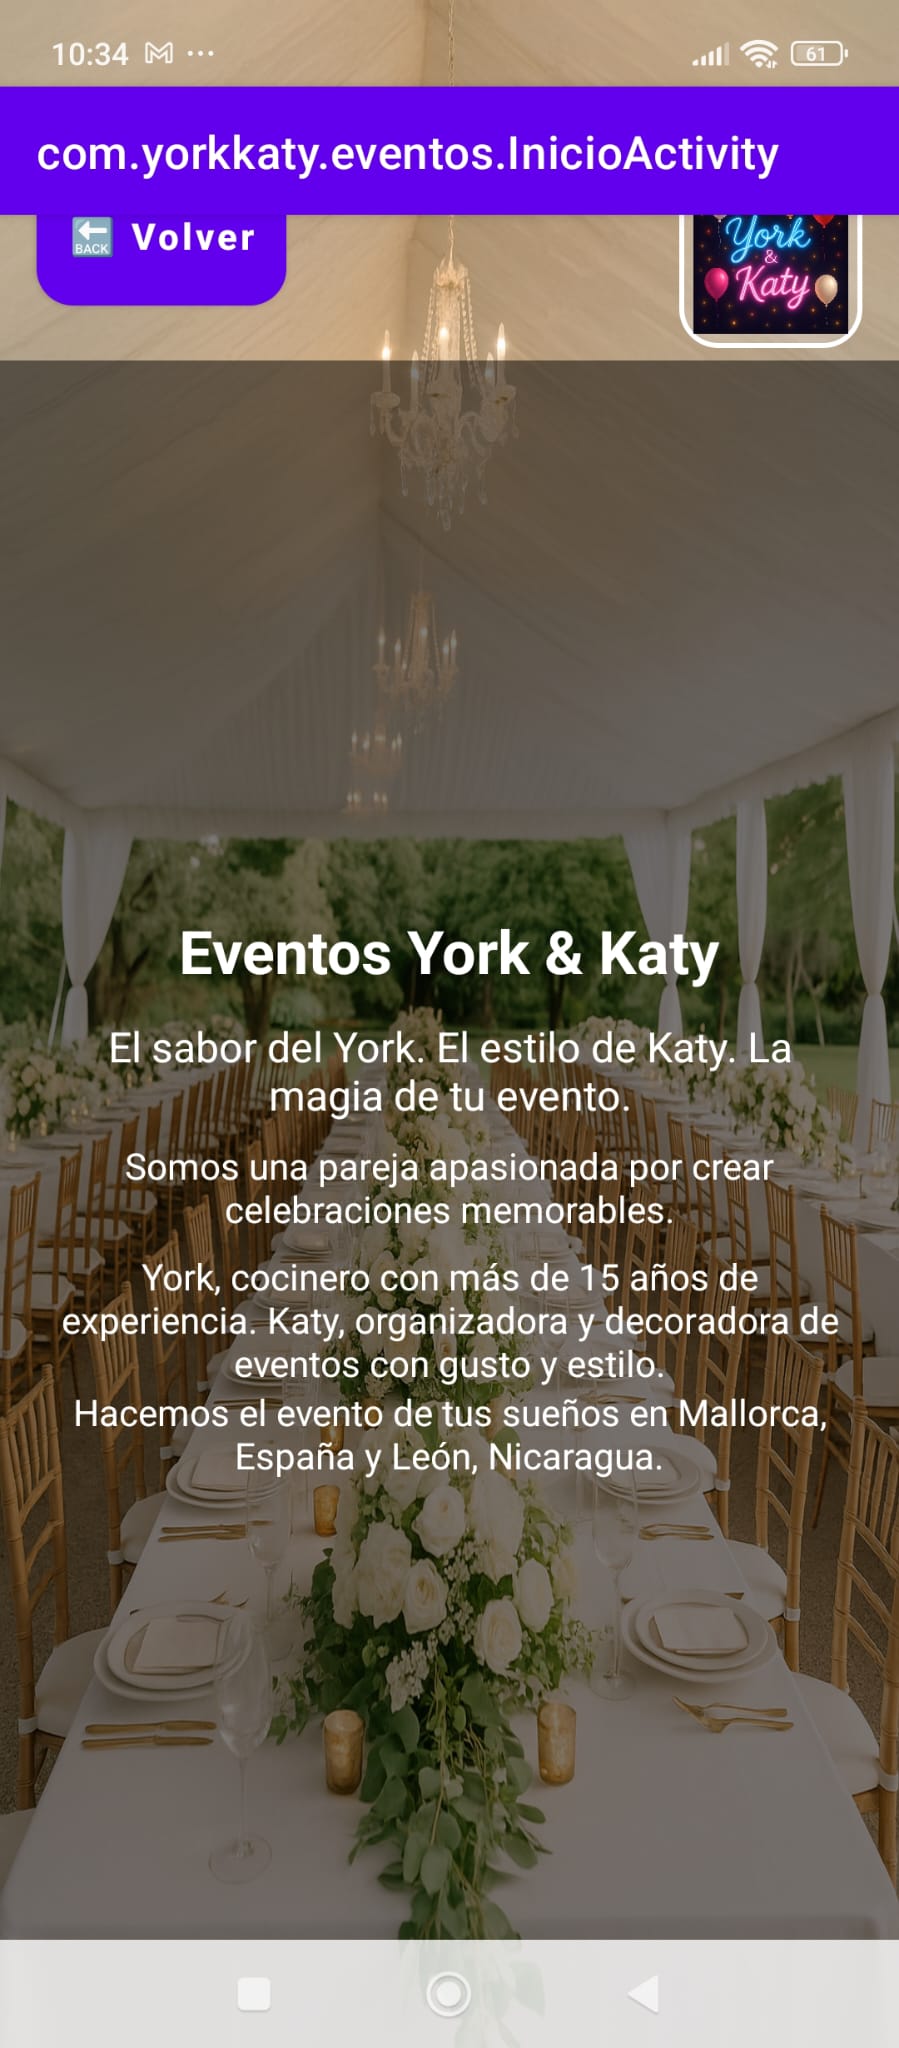 10:34
61
com.yorkkaty.eventos.InicioActivity
BACK
Volver
York
&
Katy
Eventos York & Katy
El sabor del York. El estilo de Katy. La
magia de tu evento.
Somos una pareja apasionada por crear
celebraciones memorables.
York, cocinero con más de 15 años de
experiencia. Katy, organizadora y decoradora de
eventos con gusto y estilo.
Hacemos el evento de tus sueños en Mallorca,
España y León, Nicaragua.